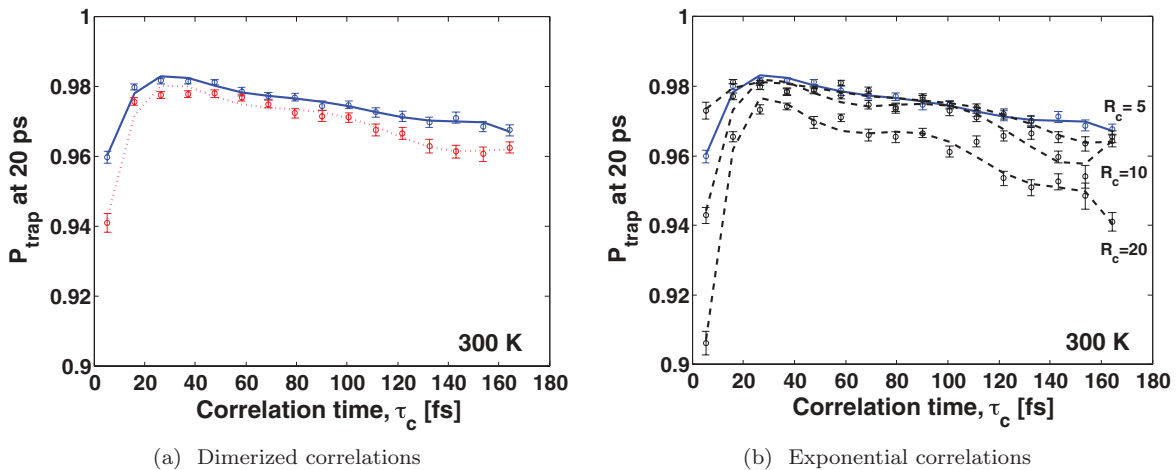 1
0.98
0.96
0.94
0.92
0.9
P_trap at 20 ps
0 20 40 60 80 100 120 140 160 180
Correlation time, τ_c [fs]
300 K
(a) Dimerized correlations
1
0.98
0.96
0.94
0.92
0.9
P_trap at 20 ps
R_c = 5
R_c=10
R_c=20
300 K
0 20 40 60 80 100 120 140 160 180
Correlation time, τ_c [fs]
(b) Exponential correlations